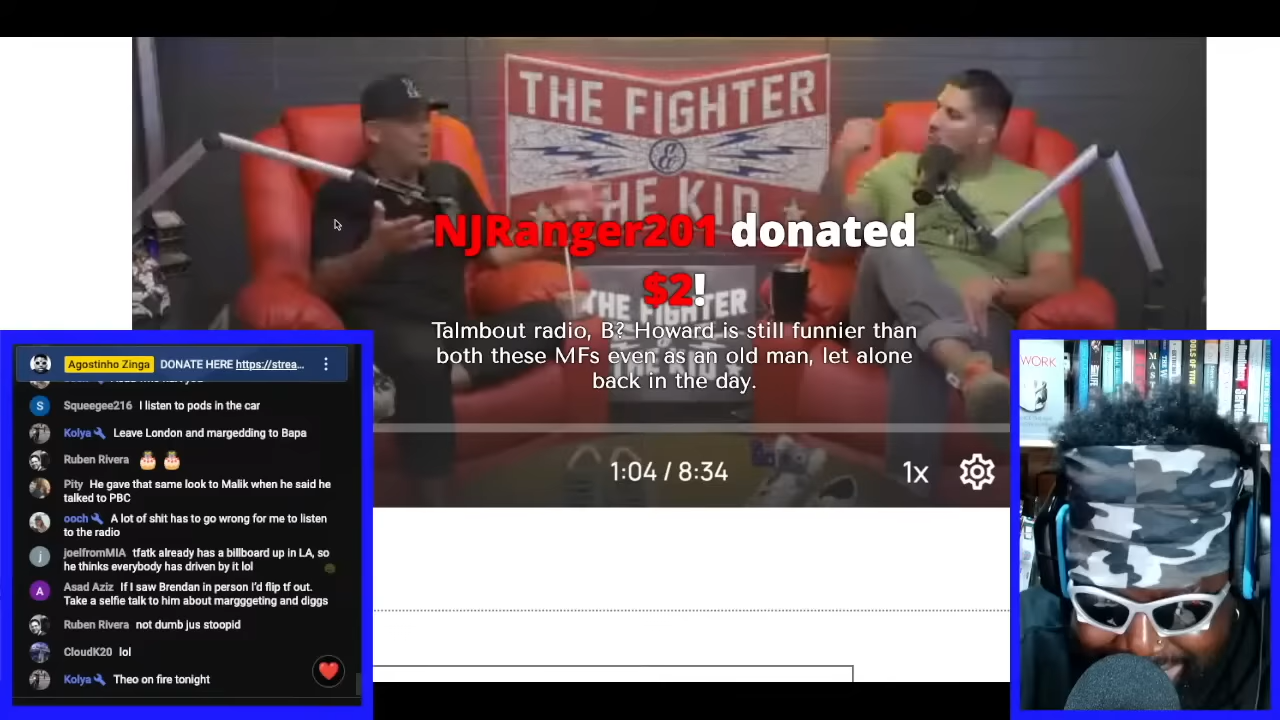 THE FIGHTER
&
THE KID
NJRanger201 donated
$2!
THE FIGHTER
Talmbout radio, B? Howard is still funnier than
both these MFs even as an old man, let alone
back in the day.
1:04 / 8:34
1x
Agostinho Zinga DONATE HERE https://strea...
Squeegee216 I listen to pods in the car
Kolya Leave London and margedding to Bapa
Ruben Rivera
Pity He gave that same look to Malik when he said he
talked to PBC
ooch A lot of shit has to go wrong for me to listen
to the radio
joelfromMIA tfatk already has a billboard up in LA, so
he thinks everybody has driven by it lol
Asad Aziz If I saw Brendan in person I'd flip tf out.
Take a selfie talk to him about margggeting and diggs
Ruben Rivera not dumb jus stoopid
CloudK20 lol
Kolya Theo on fire tonight
WORK